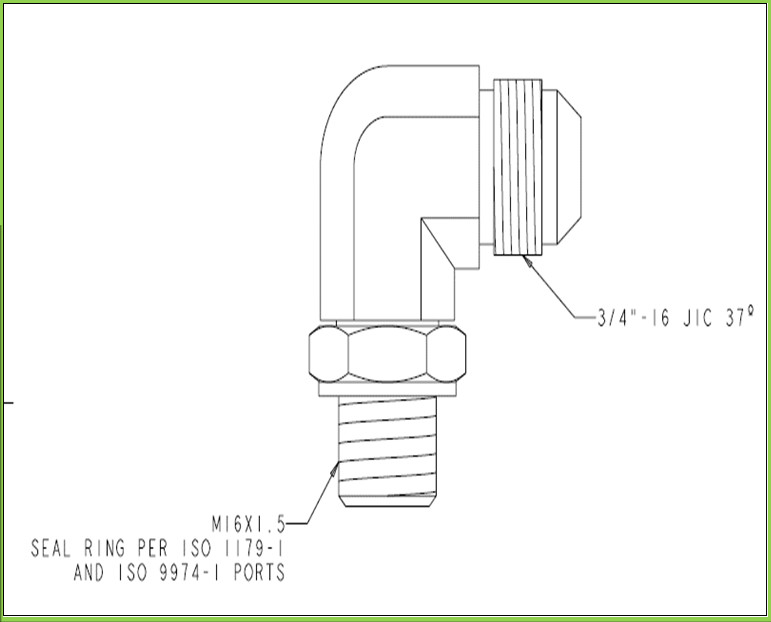 3/4"-16 JIC 37º
M16X1.5
SEAL RING PER ISO 1179-1
AND ISO 9974-1 PORTS